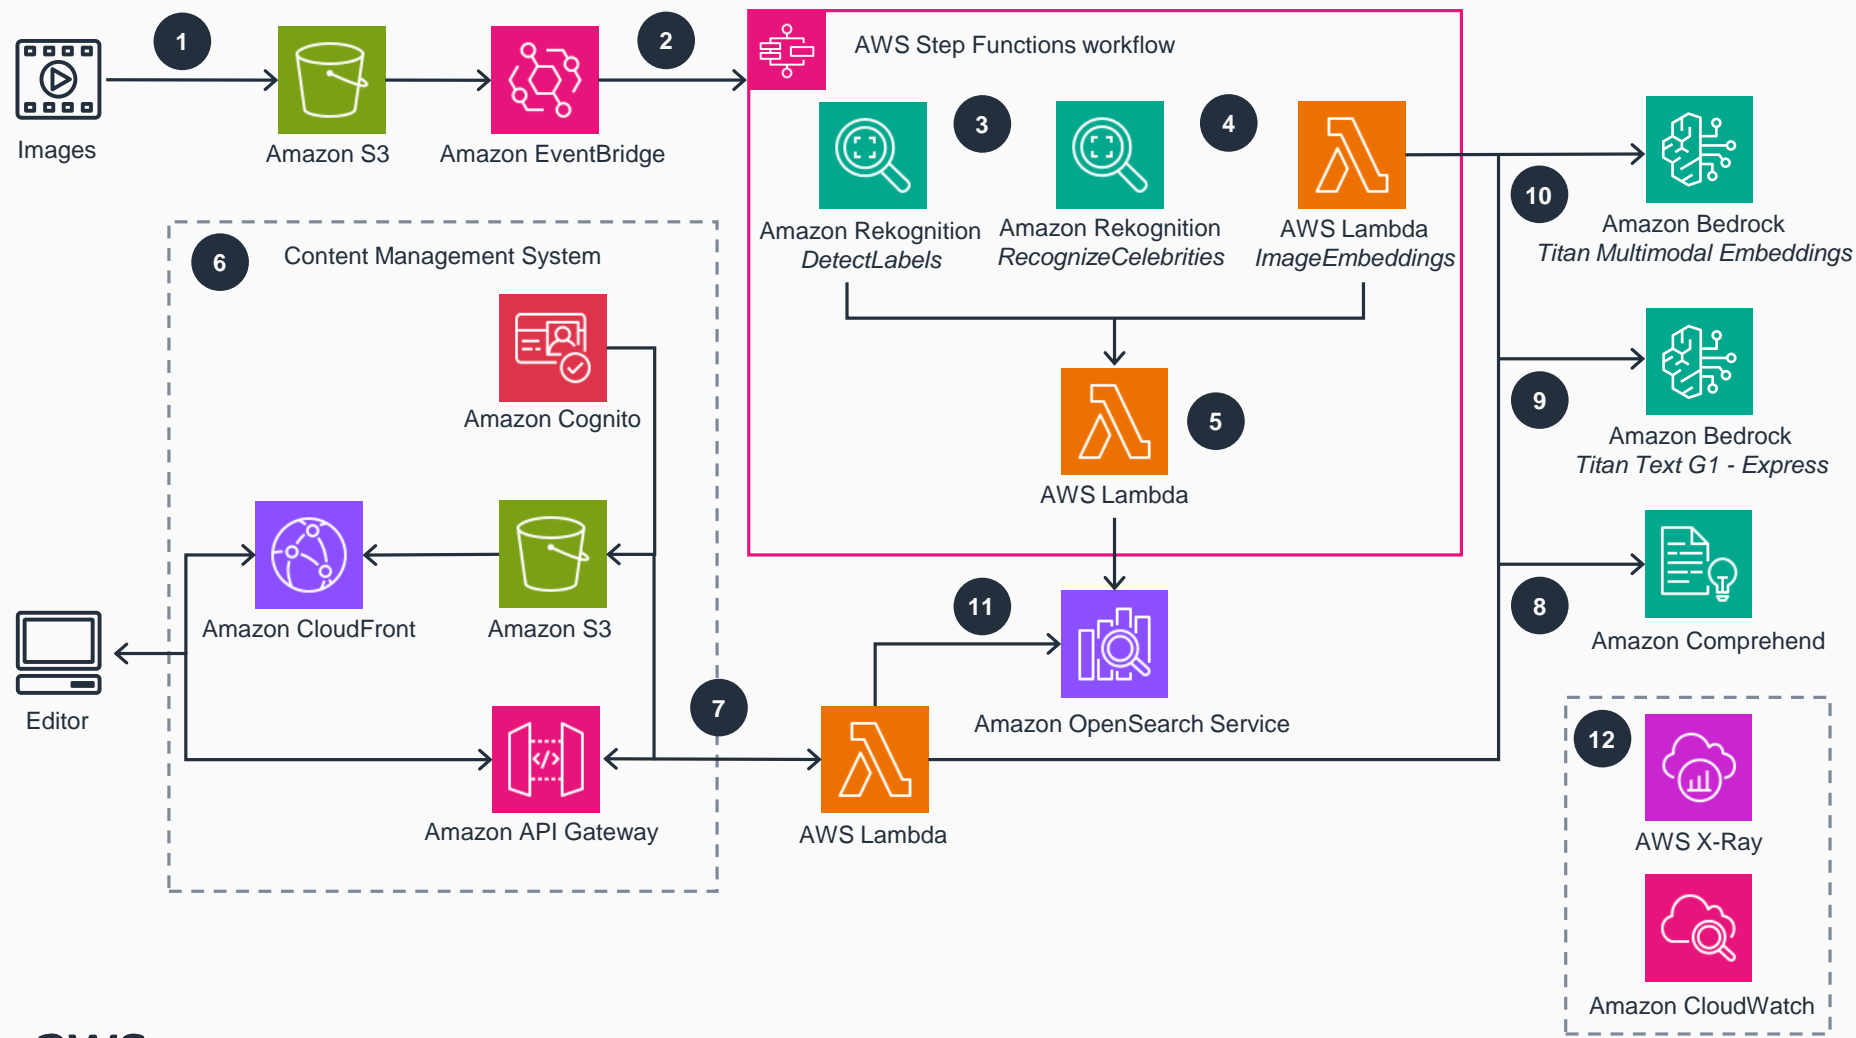 1
2
AWS Step Functions workflow
Images
Amazon S3
Amazon EventBridge
3
4
Amazon Rekognition
DetectLabels
Amazon Rekognition
RecognizeCelebrities
AWS Lambda
ImageEmbeddings
10
Amazon Bedrock
Titan Multimodal Embeddings
6
Content Management System
Amazon Cognito
5
AWS Lambda
9
Amazon Bedrock
Titan Text G1 - Express
Amazon CloudFront
Amazon S3
11
8
Amazon Comprehend
Editor
7
Amazon OpenSearch Service
</>
Amazon API Gateway
AWS Lambda
12
AWS X-Ray
Amazon CloudWatch